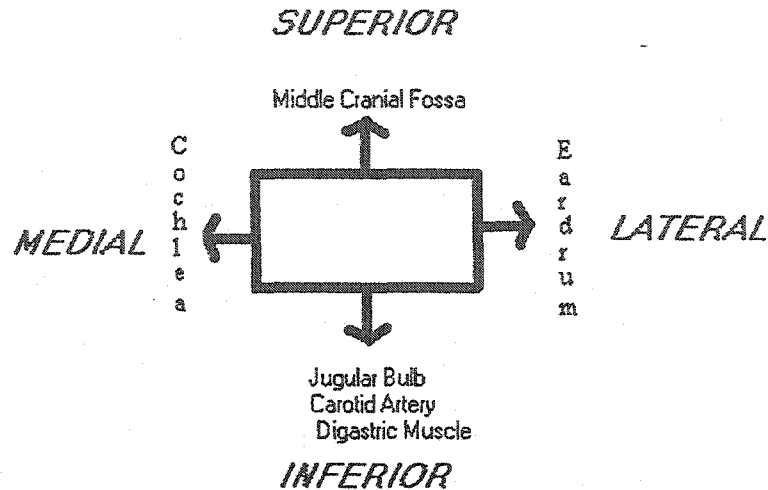 SUPERIOR
Middle Cranial Fossa
Cochlea
Eardrum
MEDIAL
LATERAL
Jugular Bulb
Carotid Artery
Digastric Muscle
INFERIOR